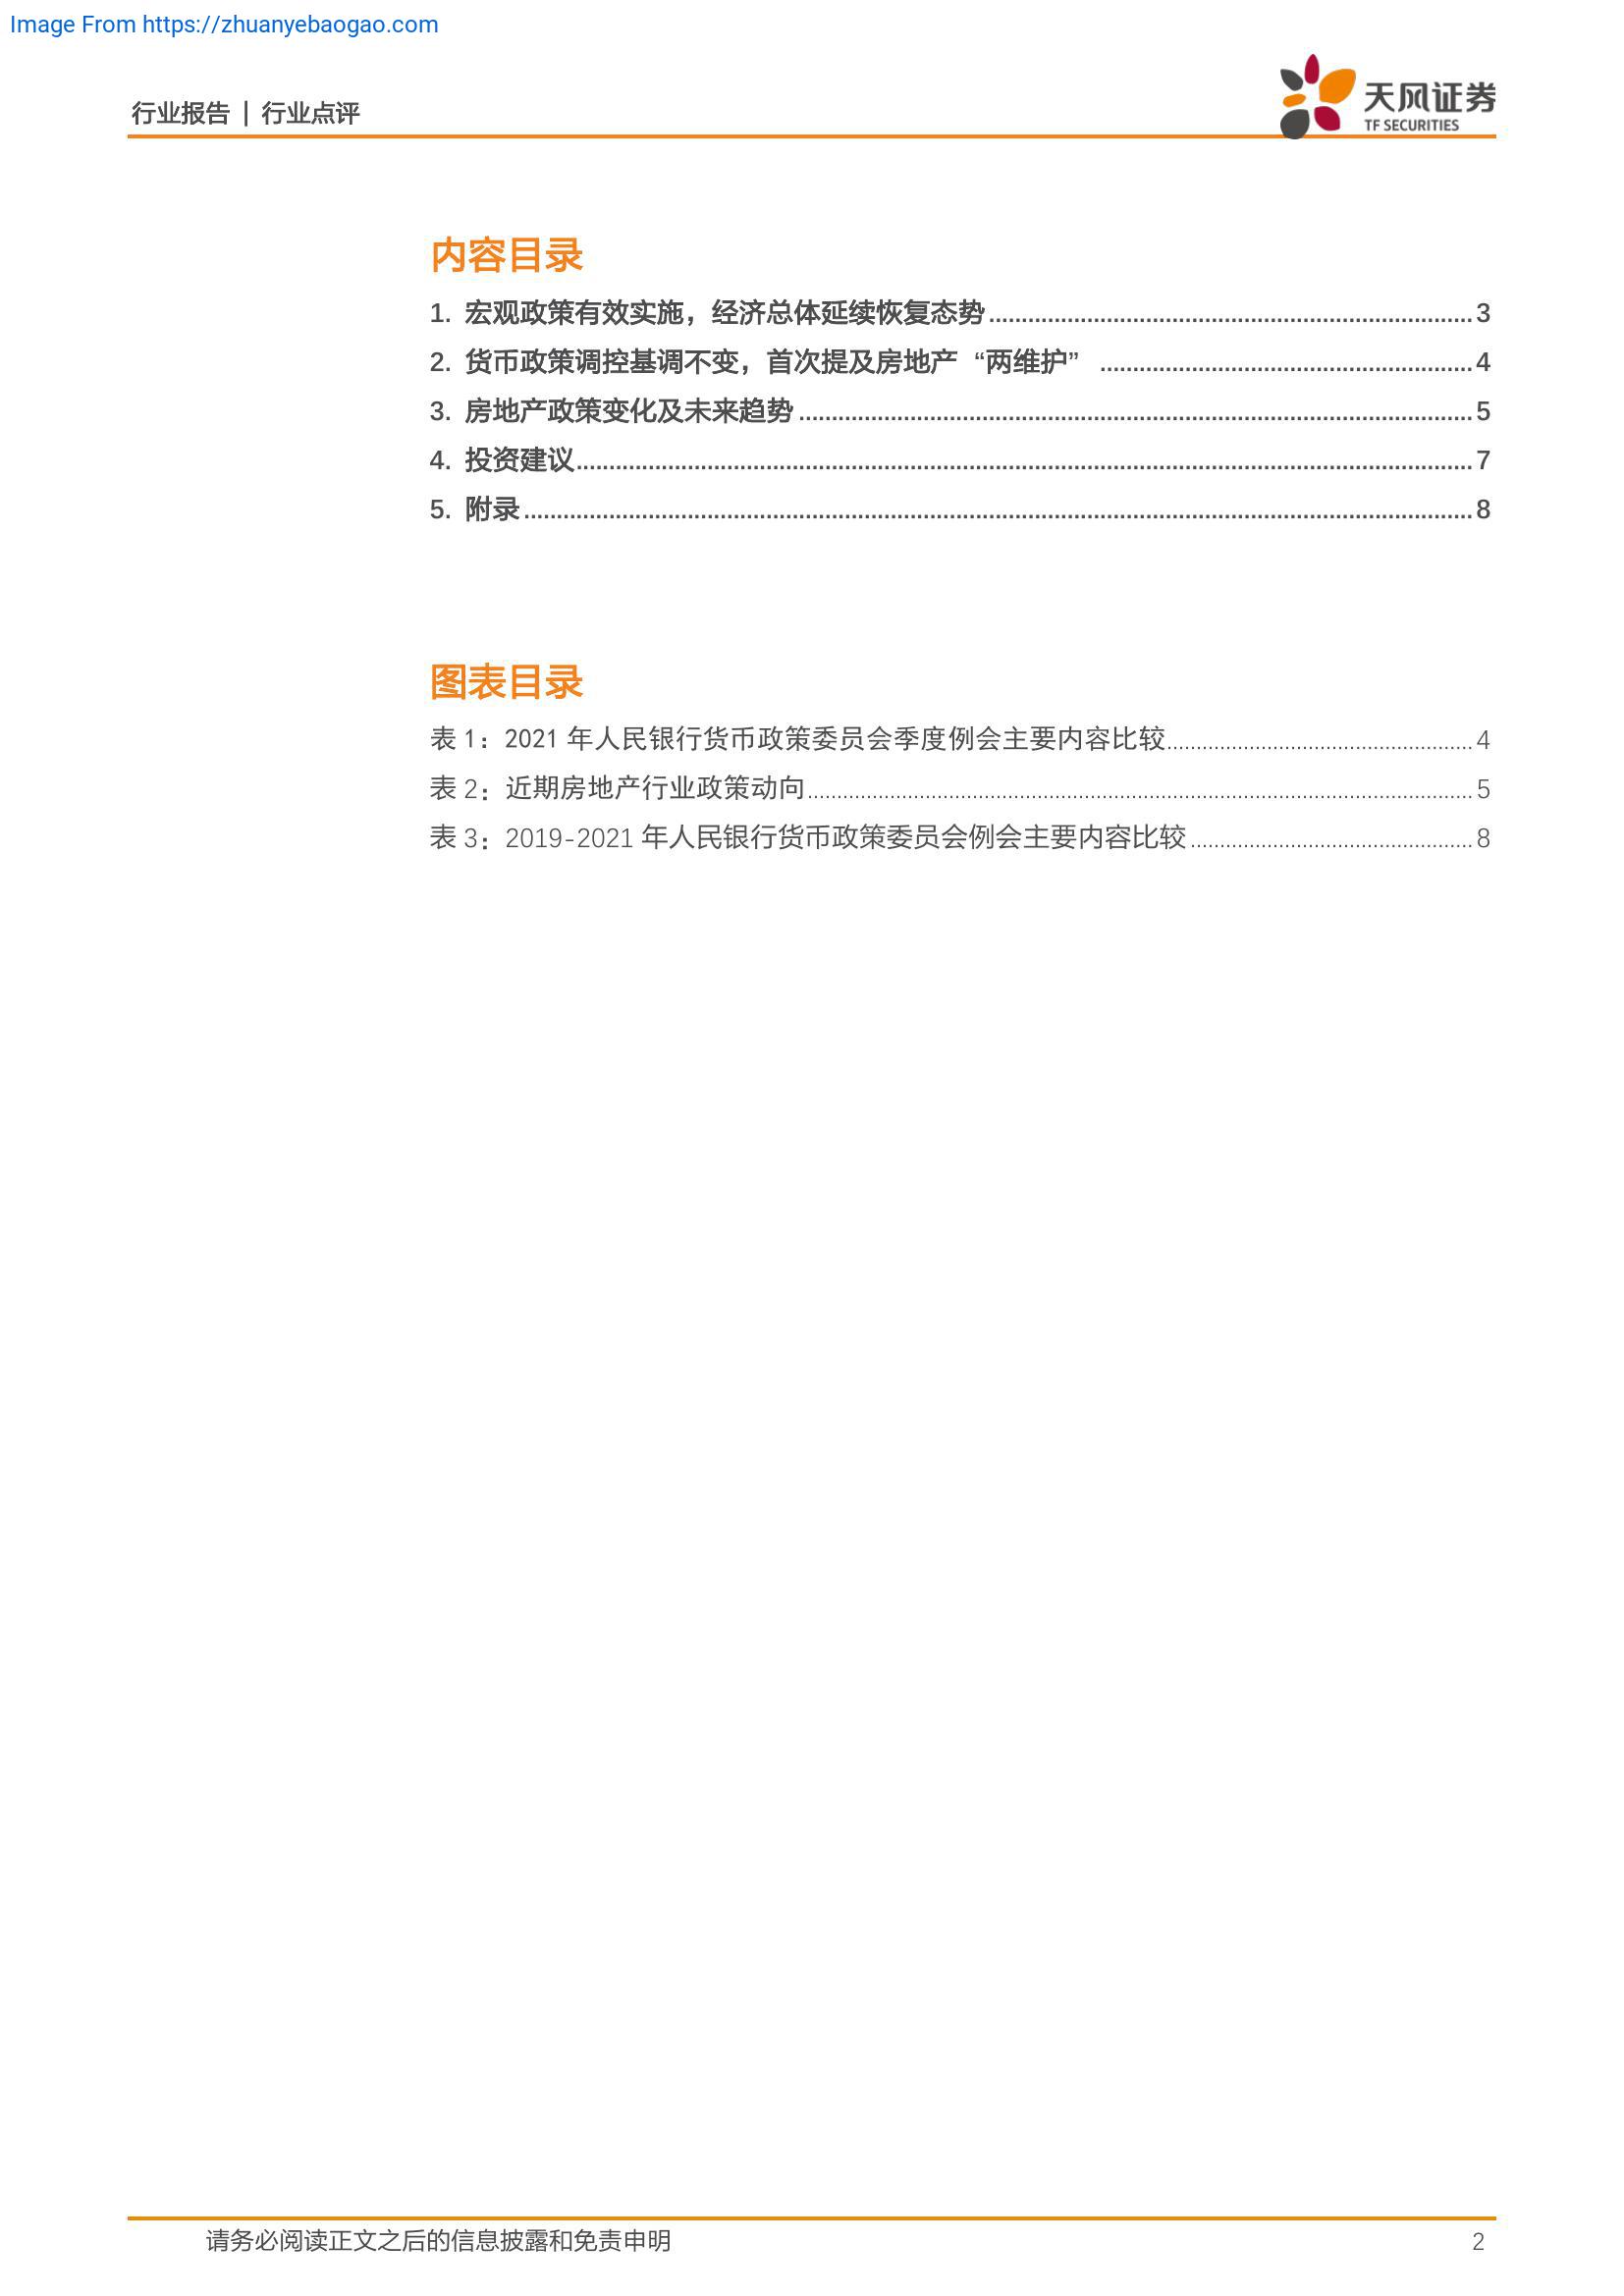 Image From https://zhuanyebaogao.com
行业报告 | 行业点评
天风证券
TF SECURITIES
内容目录
1. 宏观政策有效实施，经济总体延续恢复态势 3
2. 货币政策调控基调不变，首次提及房地产“两维护” 4
3. 房地产政策变化及未来趋势 5
4. 投资建议 7
5. 附录 8
图表目录
表 1：2021 年人民银行货币政策委员会季度例会主要内容比较 4
表 2：近期房地产行业政策动向 5
表 3：2019-2021 年人民银行货币政策委员会例会主要内容比较 8
请务必阅读正文之后的信息披露和免责申明 2